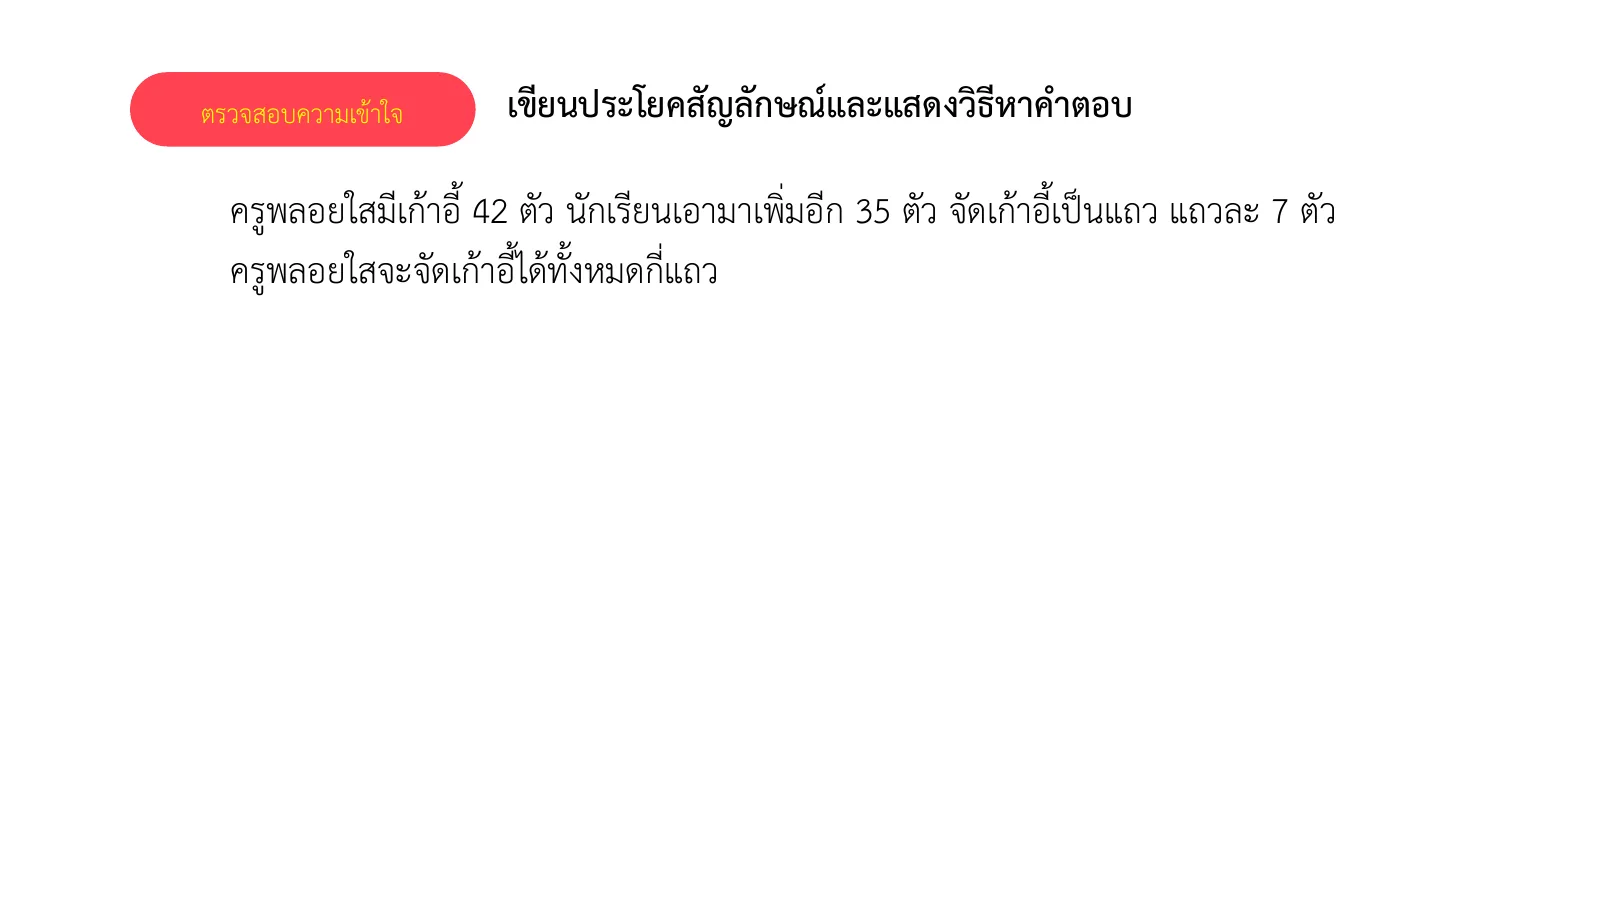 ตรวจสอบความเข้าใจ
เขียนประโยคสัญลักษณ์และแสดงวิธีหาคำตอบ
ครูพลอยใสมีเก้าอี้ 42 ตัว นักเรียนเอามาเพิ่มอีก 35 ตัว จัดเก้าอี้เป็นแถว แถวละ 7 ตัว
ครูพลอยใสจะจัดเก้าอี้ได้ทั้งหมดกี่แถว